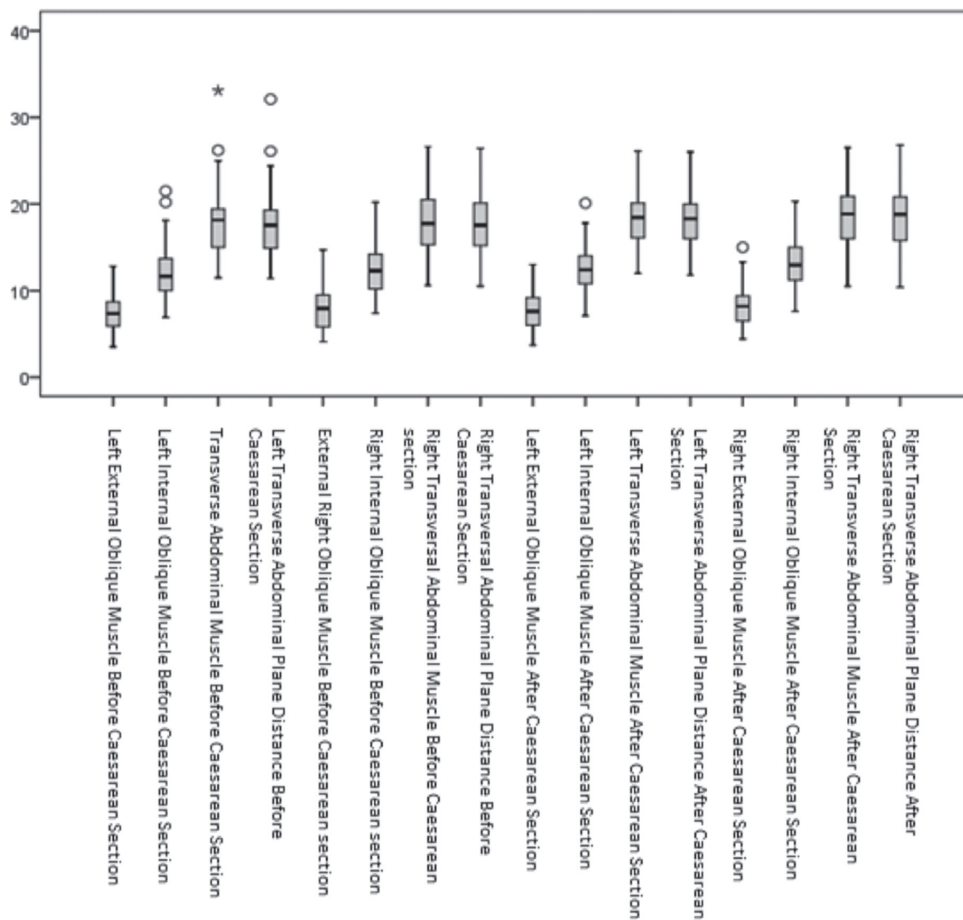 40
30
20
10
0
Left External Oblique Muscle Before Caesarean Section
Left Internal Oblique Muscle Before Caesarean Section
Transverse Abdominal Muscle Before Caesarean Section
Left Transverse Abdominal Plane Distance Before
Caesarean Section
External Right Oblique Muscle Before Caesarean section
Right Internal Oblique Muscle Before Caesarean section
Right Transversal Abdominal Muscle Before Caesarean
section
Right Transversal Abdominal Plane Distance Before
Caesarean Section
Left External Oblique Muscle After Caesarean Section
Left Internal Oblique Muscle After Caesarean Section
Left Transverse Abdominal Muscle After Caesarean Section
Left Transverse Abdominal Plane Distance After Caesarean
Section
Right External Oblique Muscle After Caesarean Section
Right Internal Oblique Muscle After Caesarean Section
Right Transverse Abdominal Muscle After Caesarean
Section
Right Transverse Abdominal Plane Distance After
Caesarean Section